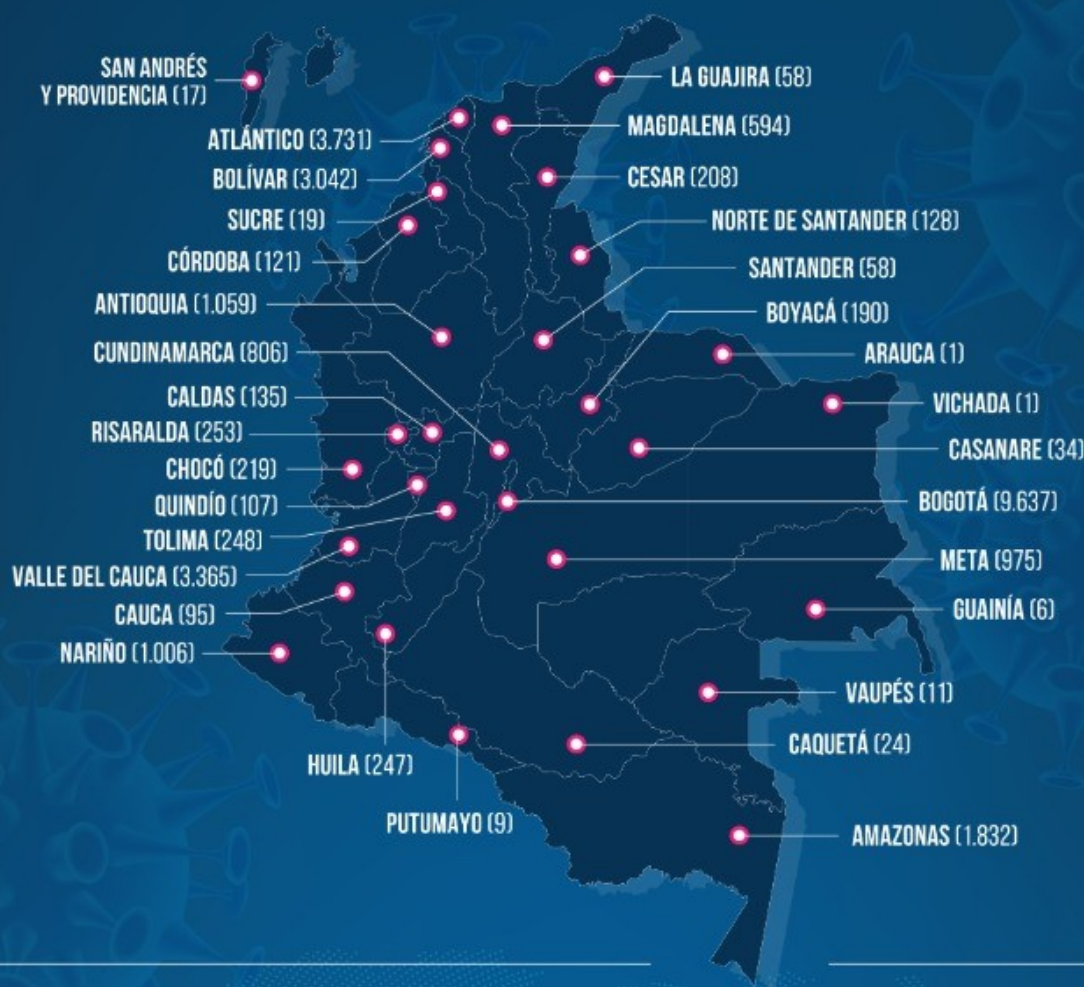 SAN ANDRÉS
Y PROVIDENCIA (17)
ATLÁNTICO (3.731)
BOLÍVAR (3.042)
SUCRE (19)
CÓRDOBA (121)
ANTIOQUIA (1.059)
CUNDINAMARCA (806)
CALDAS (135)
RISARALDA (253)
CHOCÓ (219)
QUINDÍO (107)
TOLIMA (248)
VALLE DEL CAUCA (3.365)
CAUCA (95)
NARIÑO (1.006)
HUILA (247)
PUTUMAYO (9)
LA GUAJIRA (58)
MAGDALENA (594)
CESAR (208)
NORTE DE SANTANDER (128)
SANTANDER (58)
BOYACÁ (190)
ARAUCA (1)
VICHADA (1)
CASANARE (34)
BOGOTÁ (9.637)
META (975)
GUAINÍA (6)
VAUPÉS (11)
CAQUETÁ (24)
AMAZONAS (1.832)